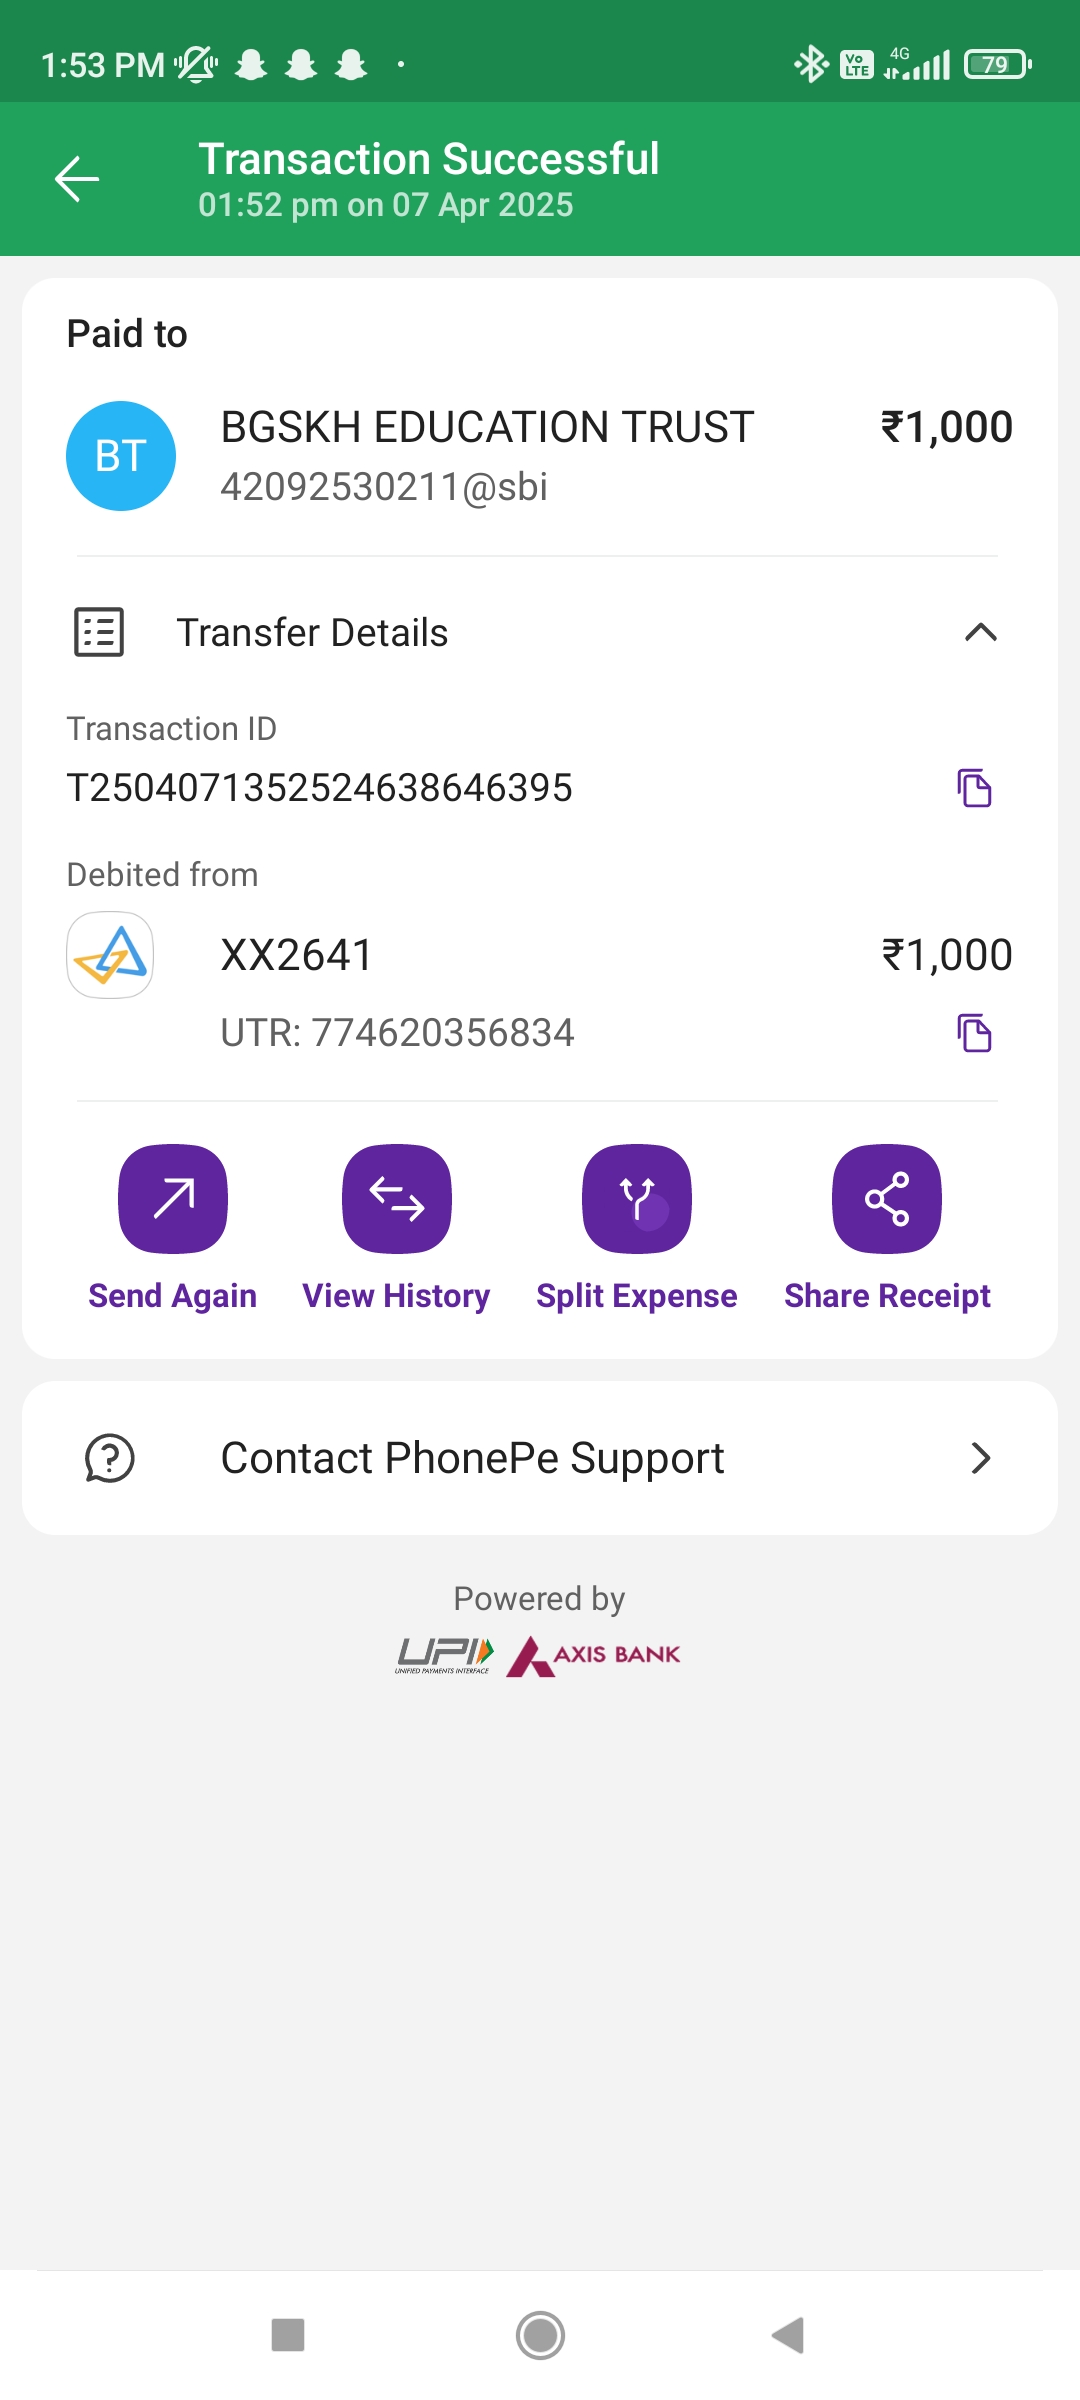 1:53 PM
Vo LTE 4G 79
Transaction Successful
01:52 pm on 07 Apr 2025
Paid to
BT
BGSKH EDUCATION TRUST ₹1,000
42092530211@sbi
Transfer Details
Transaction ID
T2504071352524638646395
Debited from
XX2641 ₹1,000
UTR: 774620356834
Send Again View History Split Expense Share Receipt
Contact PhonePe Support
Powered by
UPI AXIS BANK
UNIFIED PAYMENTS INTERFACE